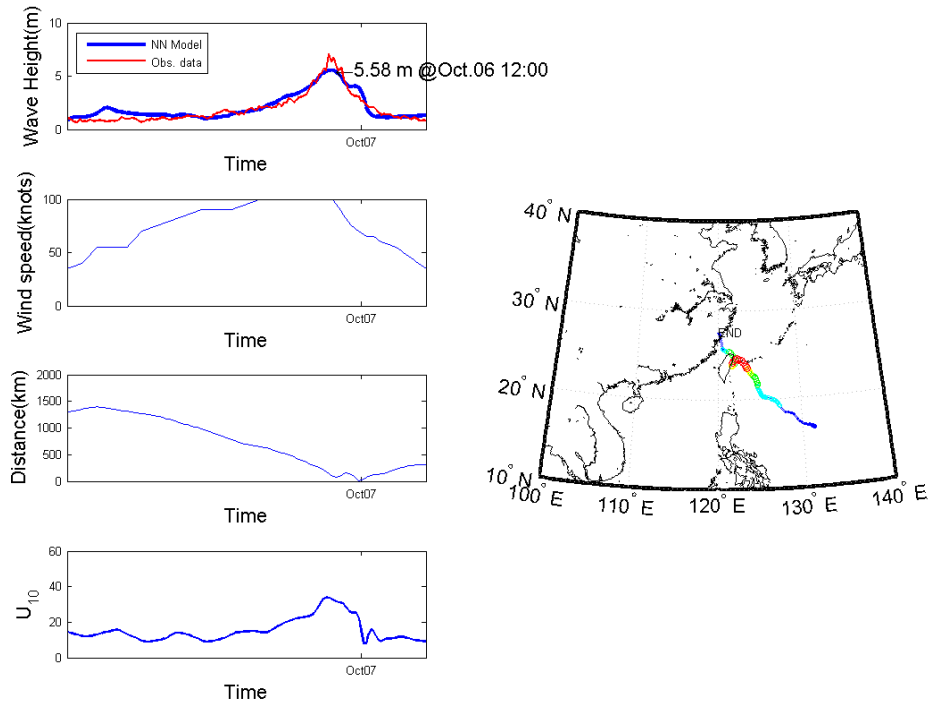 Wave Height(m)
10
5
0
NN Model
Obs. data
5.58 m @Oct.06 12:00
Oct07
Time
Wind speed(knots)
100
50
0
Oct07
Time
Distance(km)
2000
1500
1000
500
0
Oct07
Time
U10
60
40
20
0
Oct07
Time
40° N
30° N
20° N
10° N
100° E
110° E
120° E
130° E
140° E
END